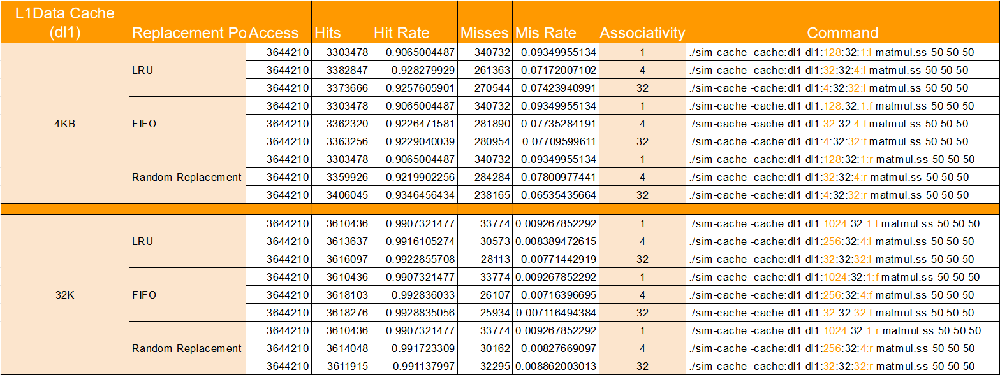 L1Data Cache
(dl1) Replacement Po Access Hits Hit Rate Misses Mis Rate Associativity Command
4KB
LRU
3644210 3303478 0.9065004487 340732 0.09349955134 1 ./sim-cache -cache:dl1 dl1:128:32:1:l matmul.ss 50 50 50
3644210 3382847 0.928279929 261363 0.07172007102 4 ./sim-cache -cache:dl1 dl1:32:32:4:l matmul.ss 50 50 50
3644210 3373666 0.9257605901 270544 0.07423940991 32 ./sim-cache -cache:dl1 dl1:4:32:32:l matmul.ss 50 50 50
FIFO
3644210 3303478 0.9065004487 340732 0.09349955134 1 ./sim-cache -cache:dl1 dl1:128:32:1:f matmul.ss 50 50 50
3644210 3362320 0.9226471581 281890 0.07735284191 4 ./sim-cache -cache:dl1 dl1:32:32:4:f matmul.ss 50 50 50
3644210 3363256 0.9229040039 280954 0.07709599611 32 ./sim-cache -cache:dl1 dl1:4:32:32:f matmul.ss 50 50 50
Random Replacement
3644210 3303478 0.9065004487 340732 0.09349955134 1 ./sim-cache -cache:dl1 dl1:128:32:1:r matmul.ss 50 50 50
3644210 3359926 0.9219902256 284284 0.07800977441 4 ./sim-cache -cache:dl1 dl1:32:32:4:r matmul.ss 50 50 50
3644210 3406045 0.9346456434 238165 0.06535435664 32 ./sim-cache -cache:dl1 dl1:4:32:32:r matmul.ss 50 50 50
32K
LRU
3644210 3610436 0.9907321477 33774 0.009267852292 1 ./sim-cache -cache:dl1 dl1:1024:32:1:l matmul.ss 50 50 50
3644210 3613637 0.9916105274 30573 0.008389472615 4 ./sim-cache -cache:dl1 dl1:256:32:4:l matmul.ss 50 50 50
3644210 3616097 0.9922855708 28113 0.00771442919 32 ./sim-cache -cache:dl1 dl1:32:32:32:l matmul.ss 50 50 50
FIFO
3644210 3610436 0.9907321477 33774 0.009267852292 1 ./sim-cache -cache:dl1 dl1:1024:32:1:f matmul.ss 50 50 50
3644210 3618103 0.992836033 26107 0.00716396695 4 ./sim-cache -cache:dl1 dl1:256:32:4:f matmul.ss 50 50 50
3644210 3618276 0.9928835056 25934 0.007116494384 32 ./sim-cache -cache:dl1 dl1:32:32:32:f matmul.ss 50 50 50
Random Replacement
3644210 3610436 0.9907321477 33774 0.009267852292 1 ./sim-cache -cache:dl1 dl1:1024:32:1:r matmul.ss 50 50 50
3644210 3614048 0.991723309 30162 0.00827669097 4 ./sim-cache -cache:dl1 dl1:256:32:4:r matmul.ss 50 50 50
3644210 3611915 0.991137997 32295 0.008862003013 32 ./sim-cache -cache:dl1 dl1:32:32:32:r matmul.ss 50 50 50